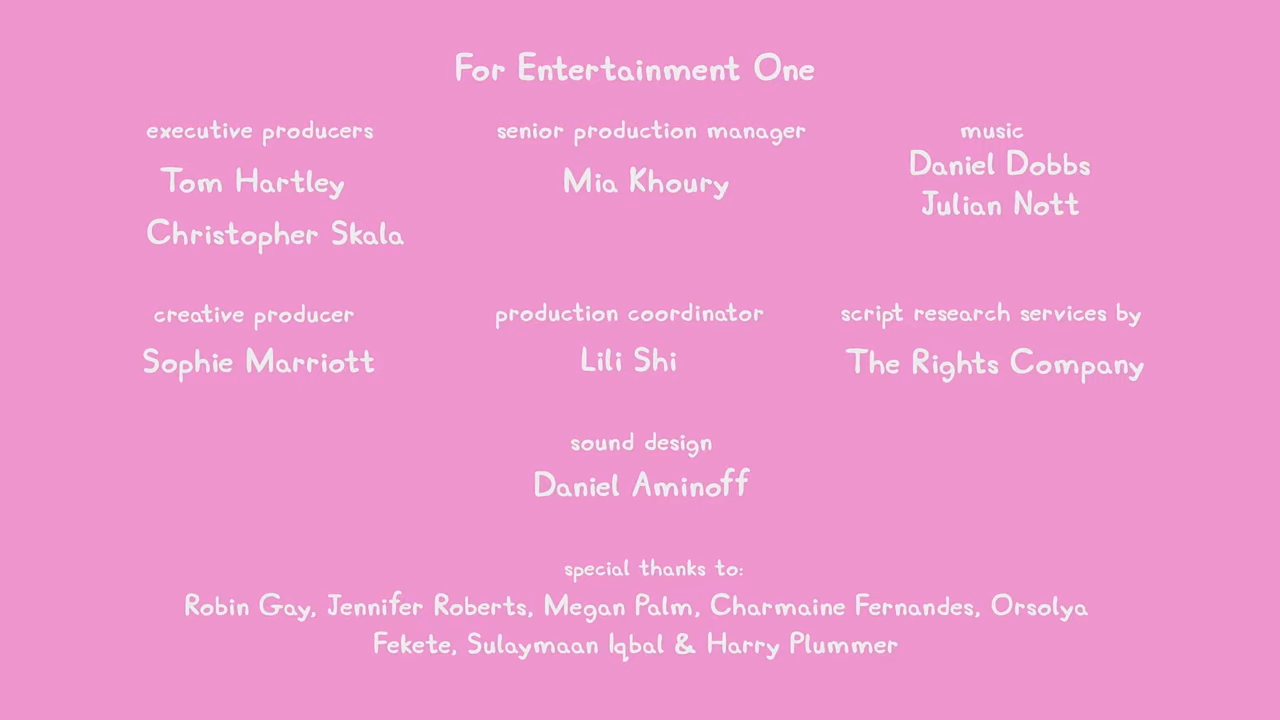 For Entertainment One
executive producers
Tom Hartley
Christopher Skala
senior production manager
Mia Khoury
music
Daniel Dobbs
Julian Nott
creative producer
Sophie Marriott
production coordinator
Lili Shi
script research services by
The Rights Company
sound design
Daniel Aminoff
special thanks to:
Robin Gay, Jennifer Roberts, Megan Palm, Charmaine Fernandes, Orsolya
Fekete, Sulaymaan Iqbal & Harry Plummer